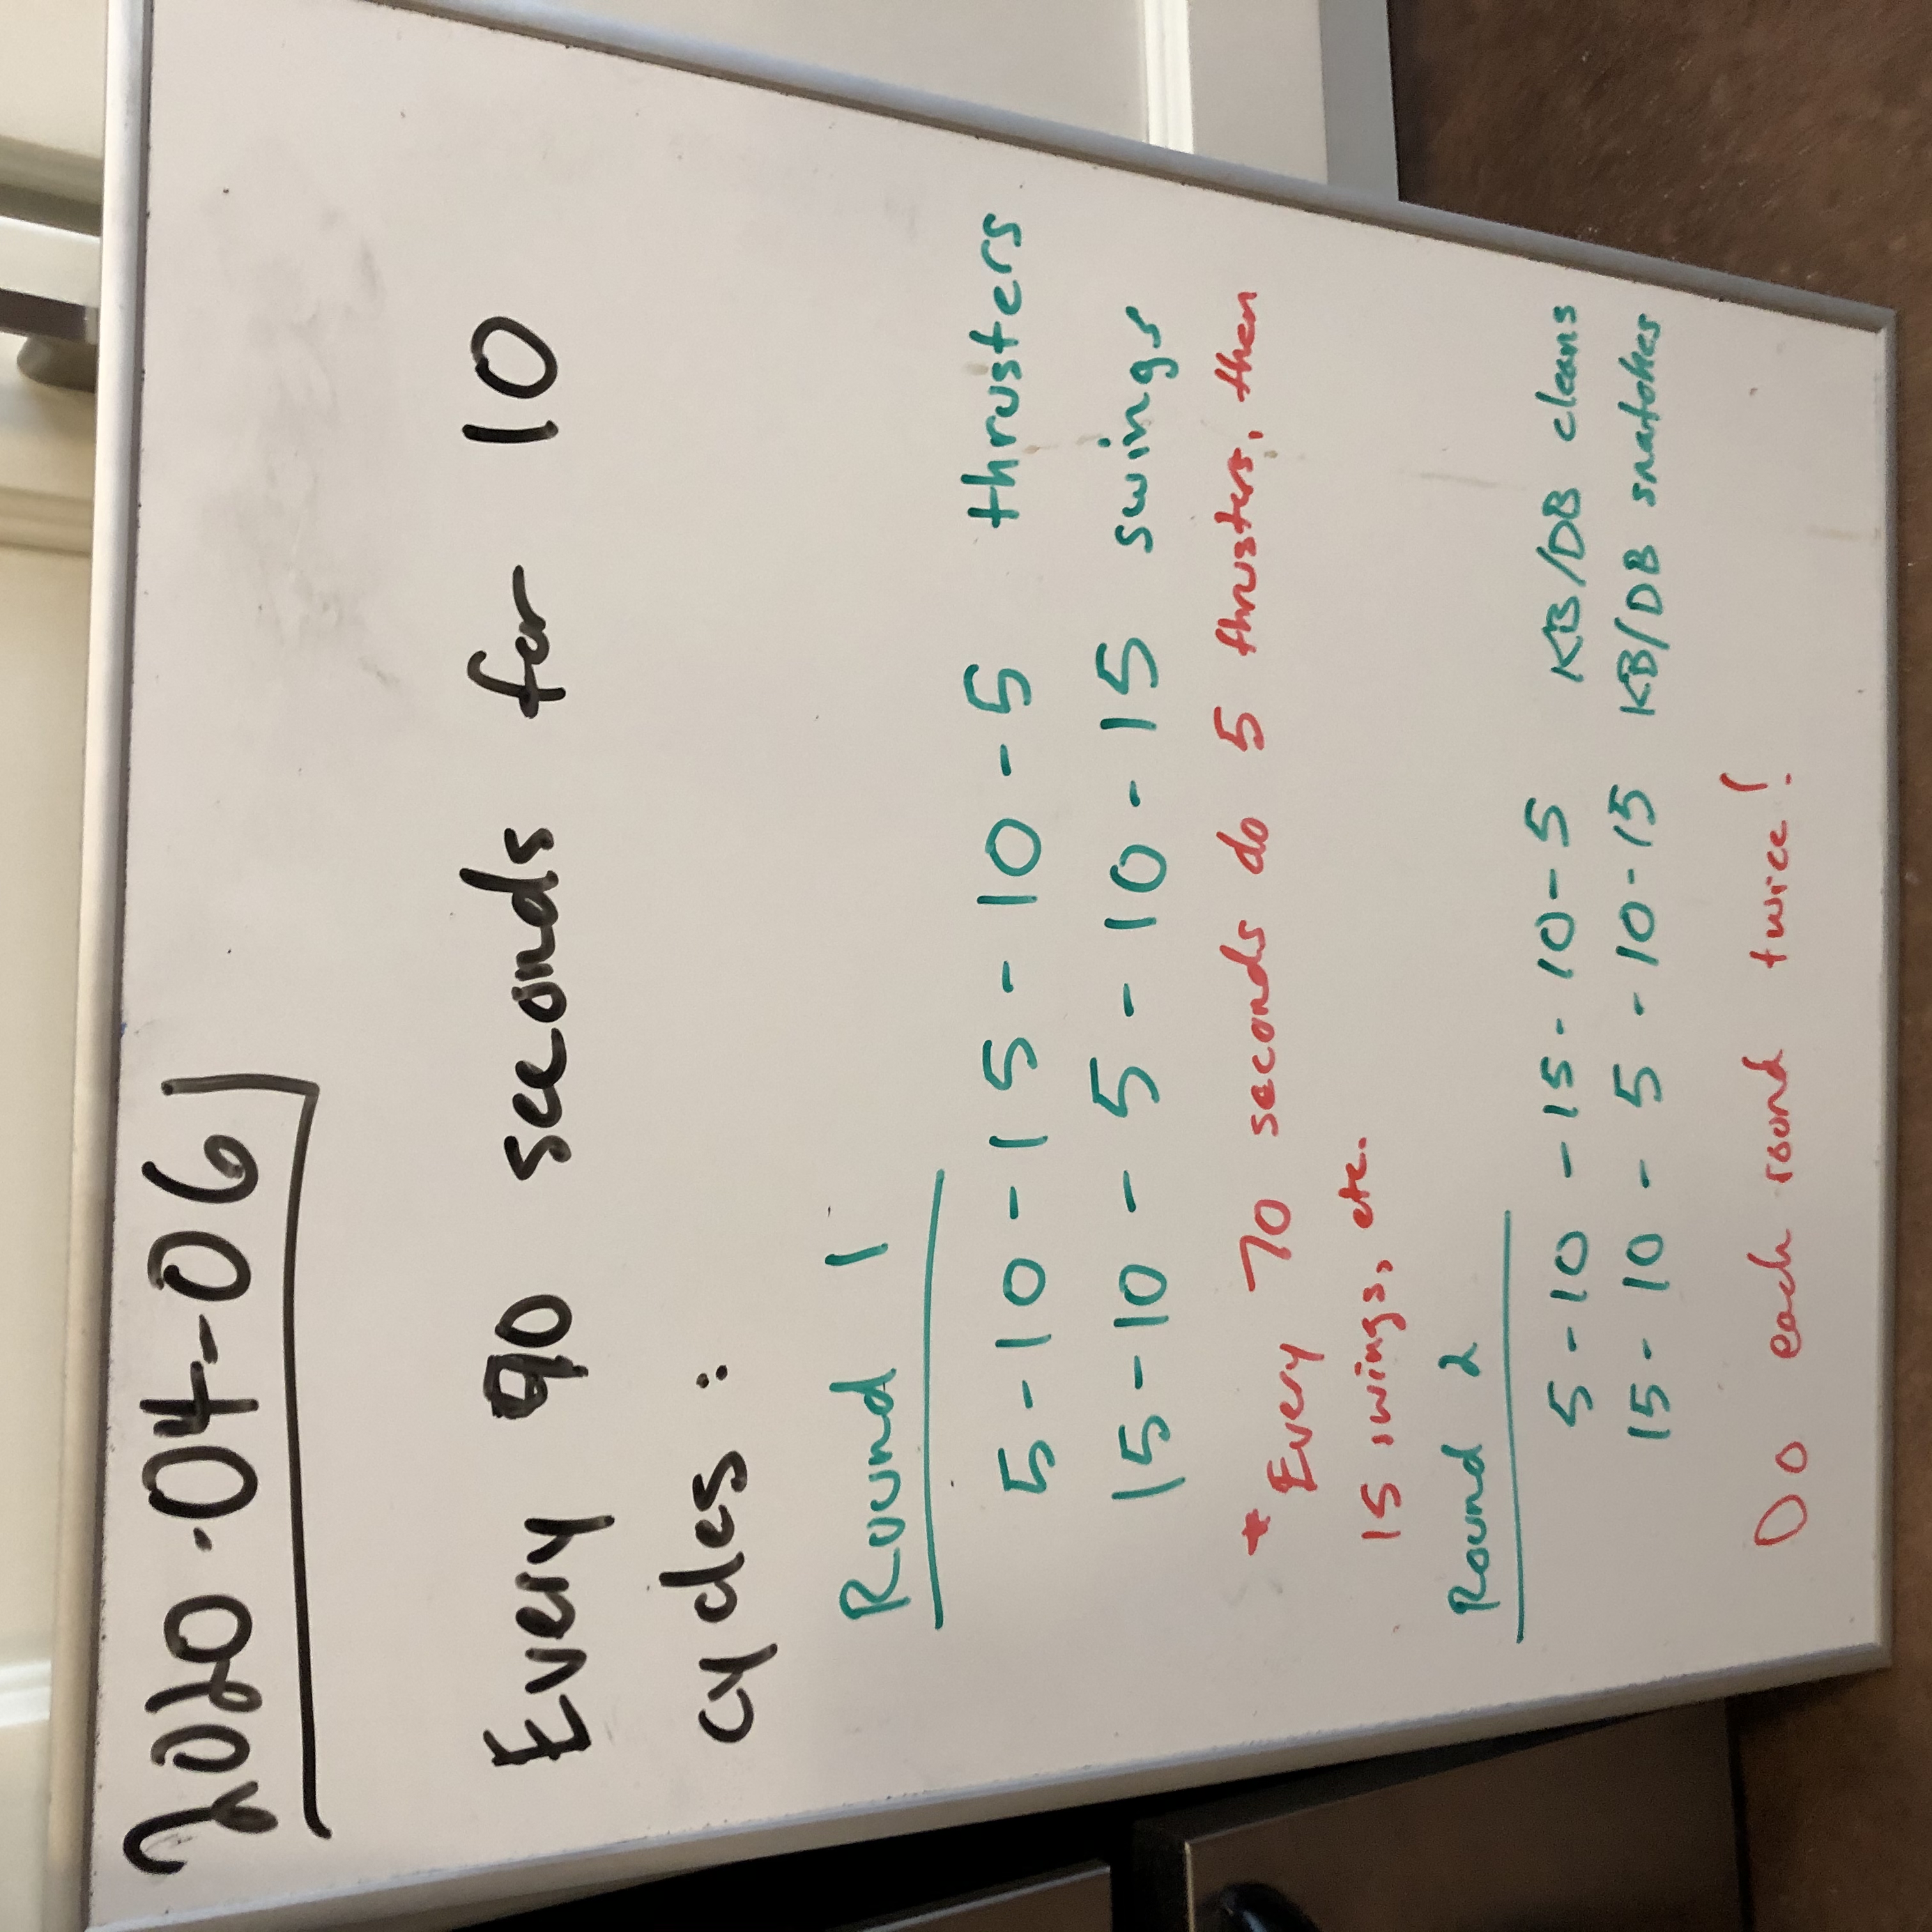 2020-04-06
Every 90 seconds for 10
cycles:
Round 1
5-10-15-10-5 thrusters
15-10-5-10-15 swings
*Every 70 seconds do 5 thrusters, then
15 swings, etc.
Round 2
5-10-15-10-5 KB/DB cleans
15-10-5-10-15 KB/DB snatches
Do each round twice!